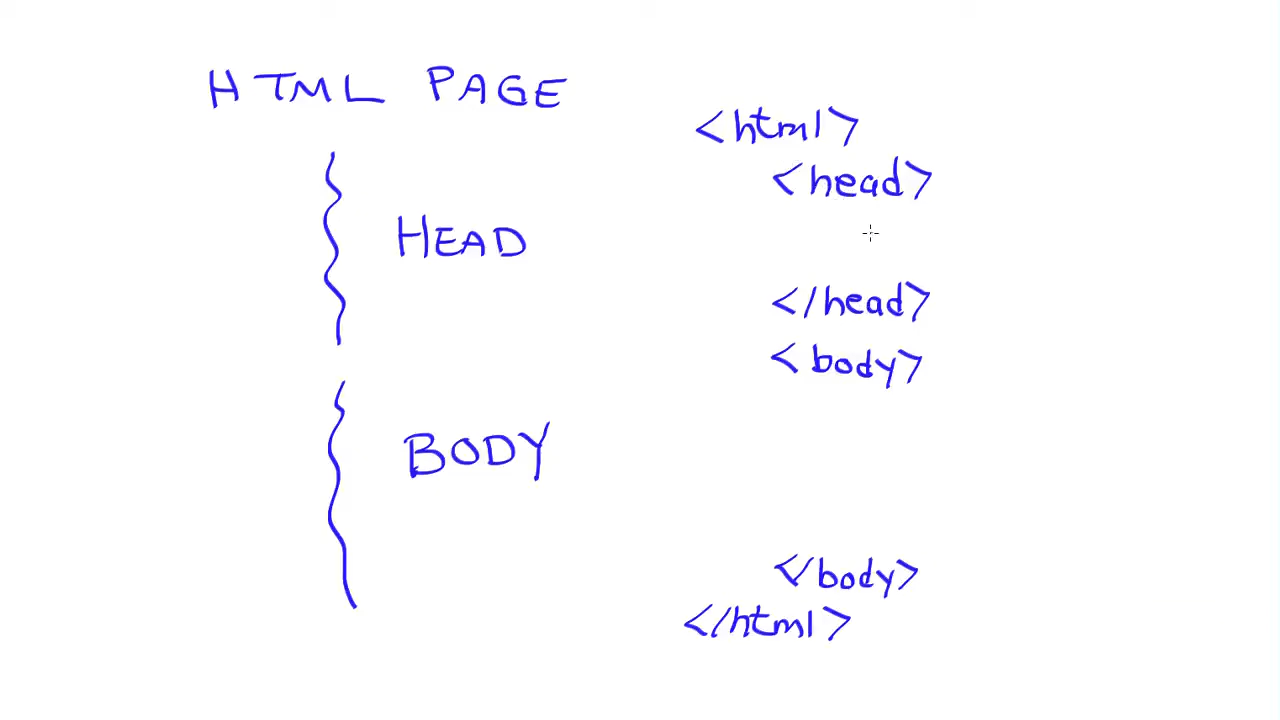 HTML PAGE
HEAD
BODY
<html>
<head>
</head>
<body>
</body>
</html>